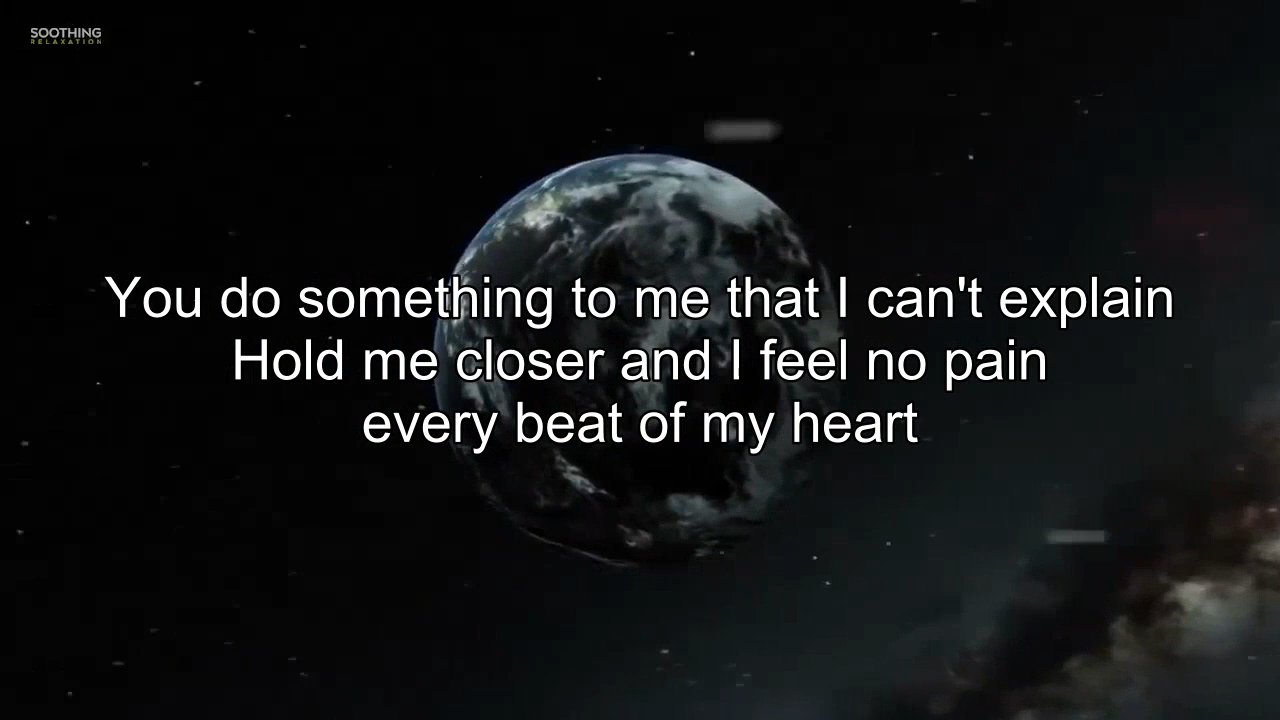 SOOTHING
RELAXATION
You do something to me that I can't explain
Hold me closer and I feel no pain
every beat of my heart